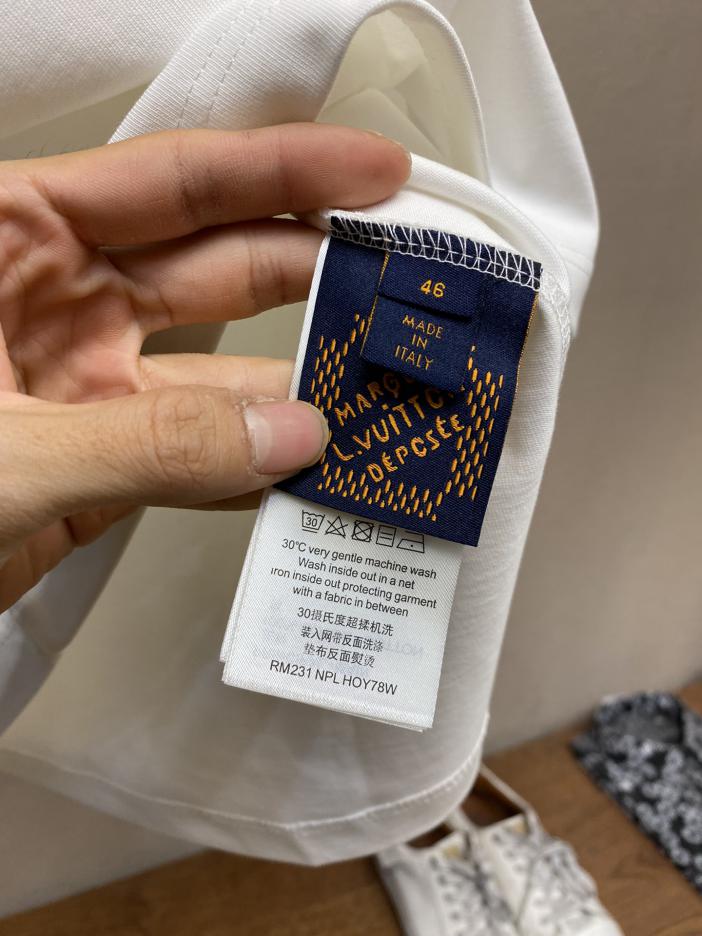 46
MADE
IN
ITALY
L.VUITTO
DÉPOSÉE
30
30°C very gentle machine wash
Wash inside out in a net
iron inside out protecting garment
with a fabric in between
30摄氏度超揉机洗
装入网带反面洗涤
垫布反面熨烫
RM231 NPL HOY78W